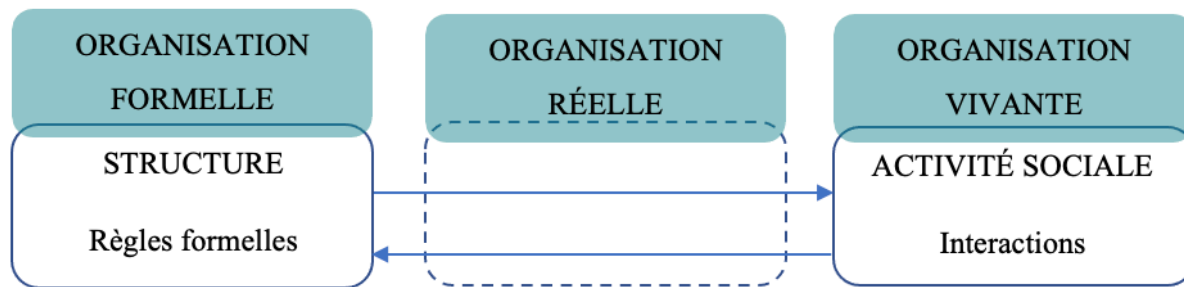 ORGANISATION
FORMELLE
STRUCTURE
Règles formelles
ORGANISATION
RÉELLE
ORGANISATION
VIVANTE
ACTIVITÉ SOCIALE
Interactions